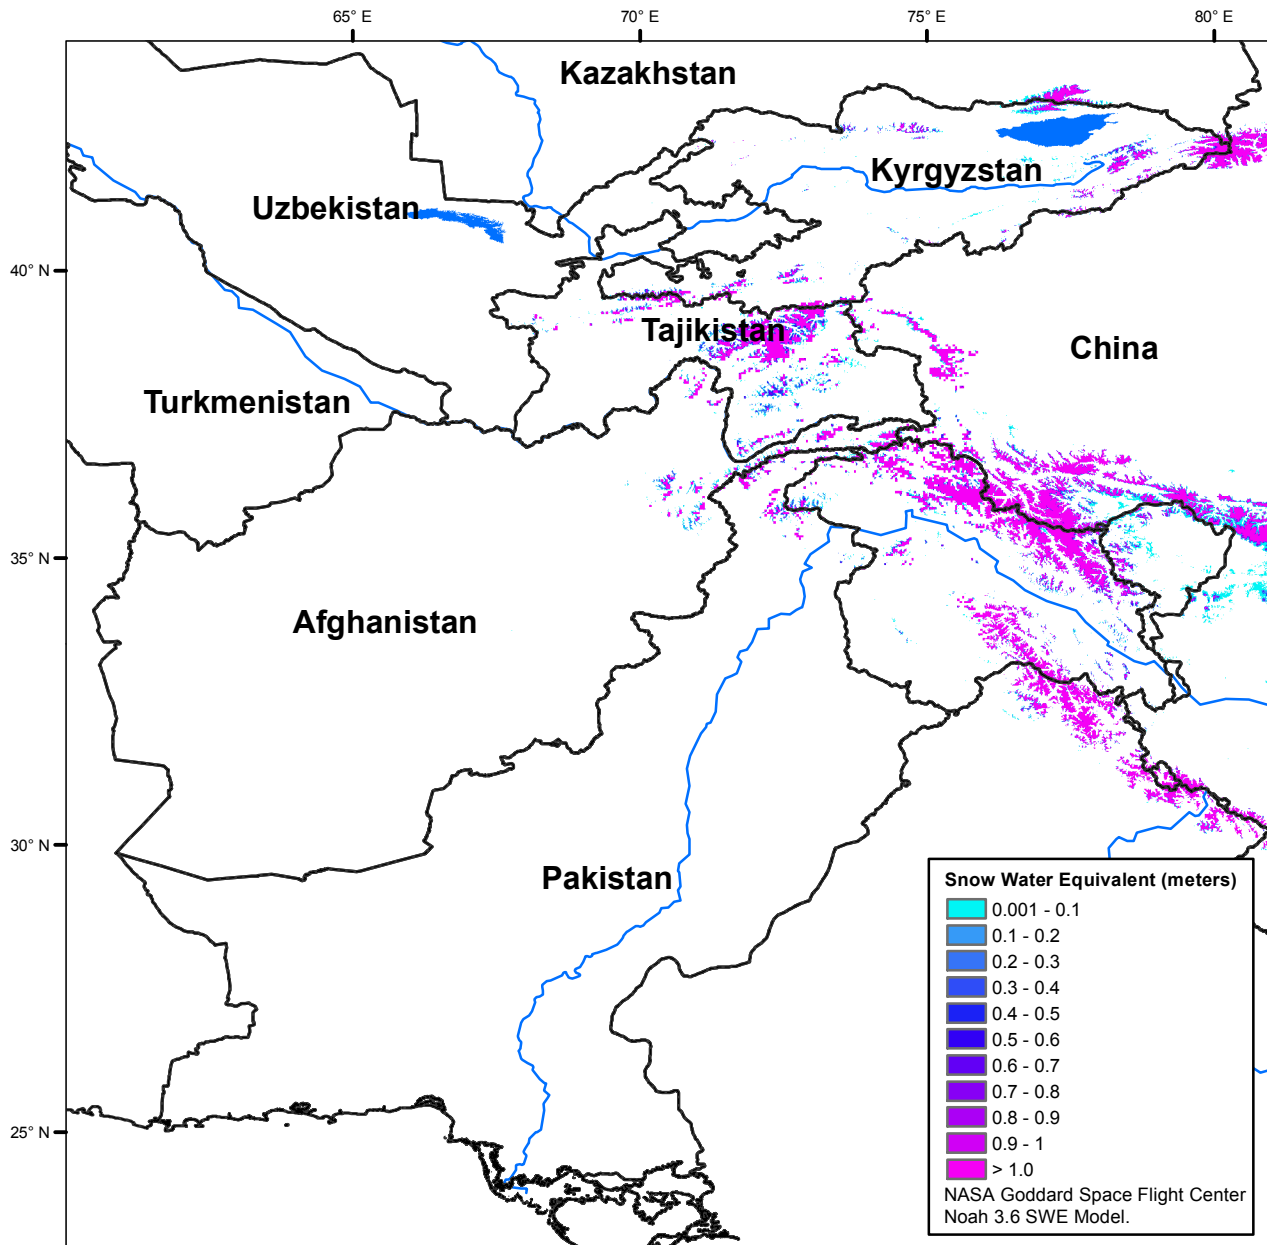 65° E
70° E
75° E
80° E
Kazakhstan
Kyrgyzstan
Uzbekistan
40° N
Tajikistan
China
Turkmenistan
35° N
Afghanistan
30° N
Pakistan
Snow Water Equivalent (meters)
0.001 - 0.1
0.1 - 0.2
0.2 - 0.3
0.3 - 0.4
0.4 - 0.5
0.5 - 0.6
0.6 - 0.7
0.7 - 0.8
0.8 - 0.9
0.9 - 1
> 1.0
25° N
NASA Goddard Space Flight Center
Noah 3.6 SWE Model.